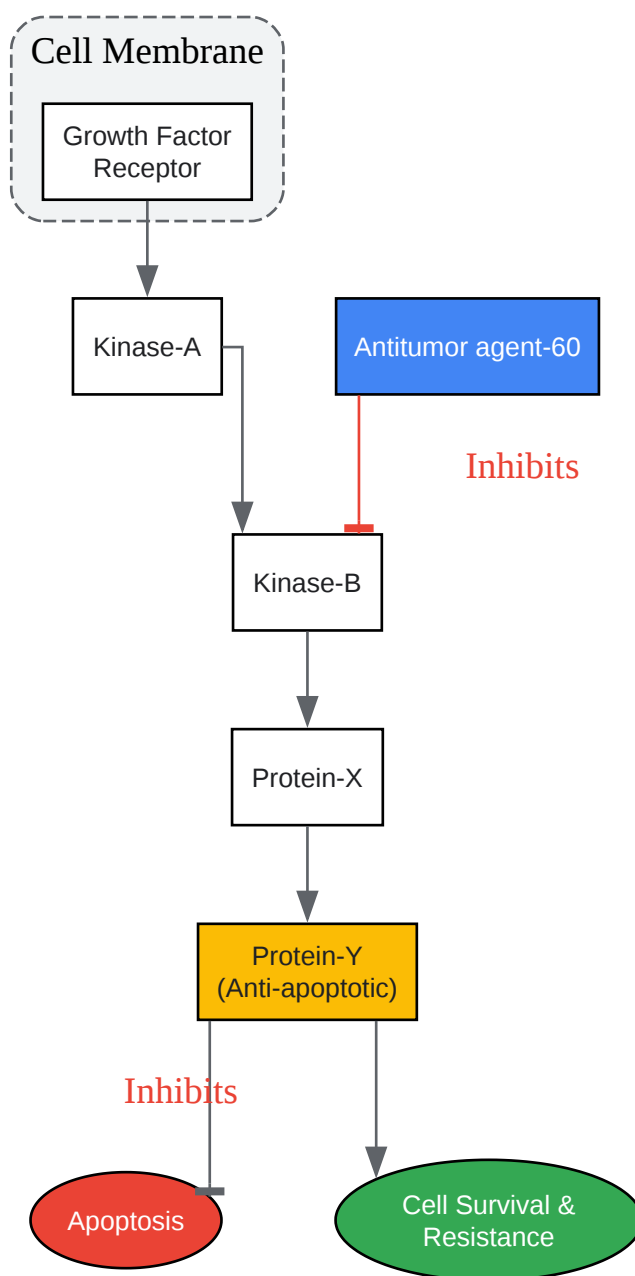 Cell Membrane
Growth Factor
Receptor
Kinase-A
Antitumor agent-60
Inhibits
Kinase-B
Protein-X
Protein-Y
(Anti-apoptotic)
Inhibits
Apoptosis
Cell Survival &
Resistance